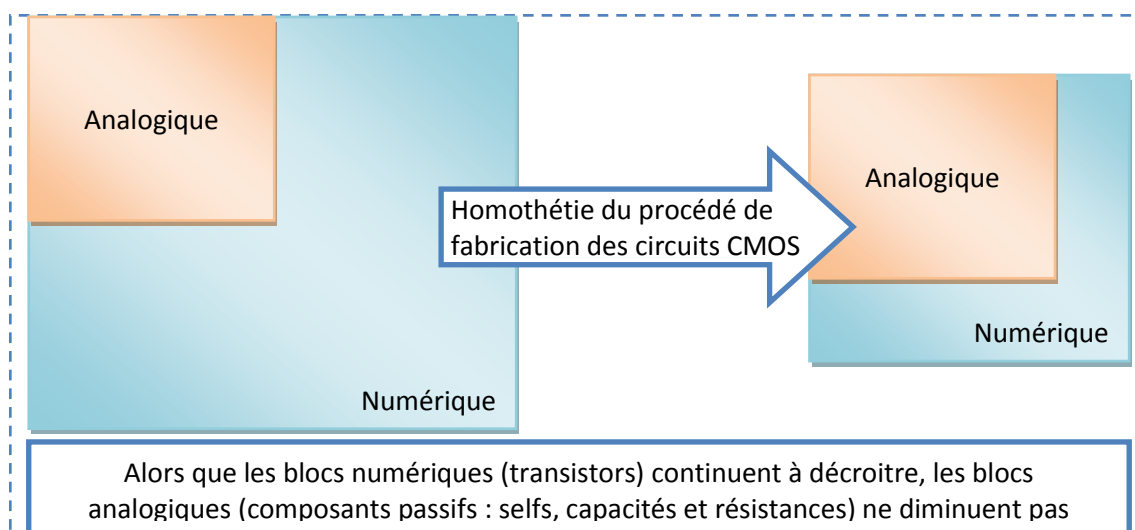 Analogique
Numérique
Homothétie du procédé de
fabrication des circuits CMOS
Analogique
Numérique
Alors que les blocs numériques (transistors) continuent à décroitre, les blocs
analogiques (composants passifs : selfs, capacités et résistances) ne diminuent pas